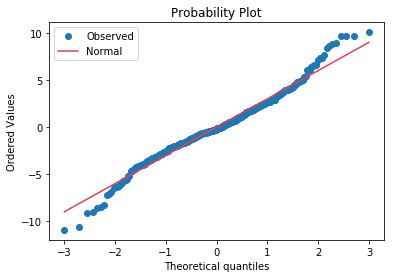 Probability Plot
Observed
Normal
Ordered Values
10
5
0
−5
−10
−3 −2 −1 0 1 2 3
Theoretical quantiles